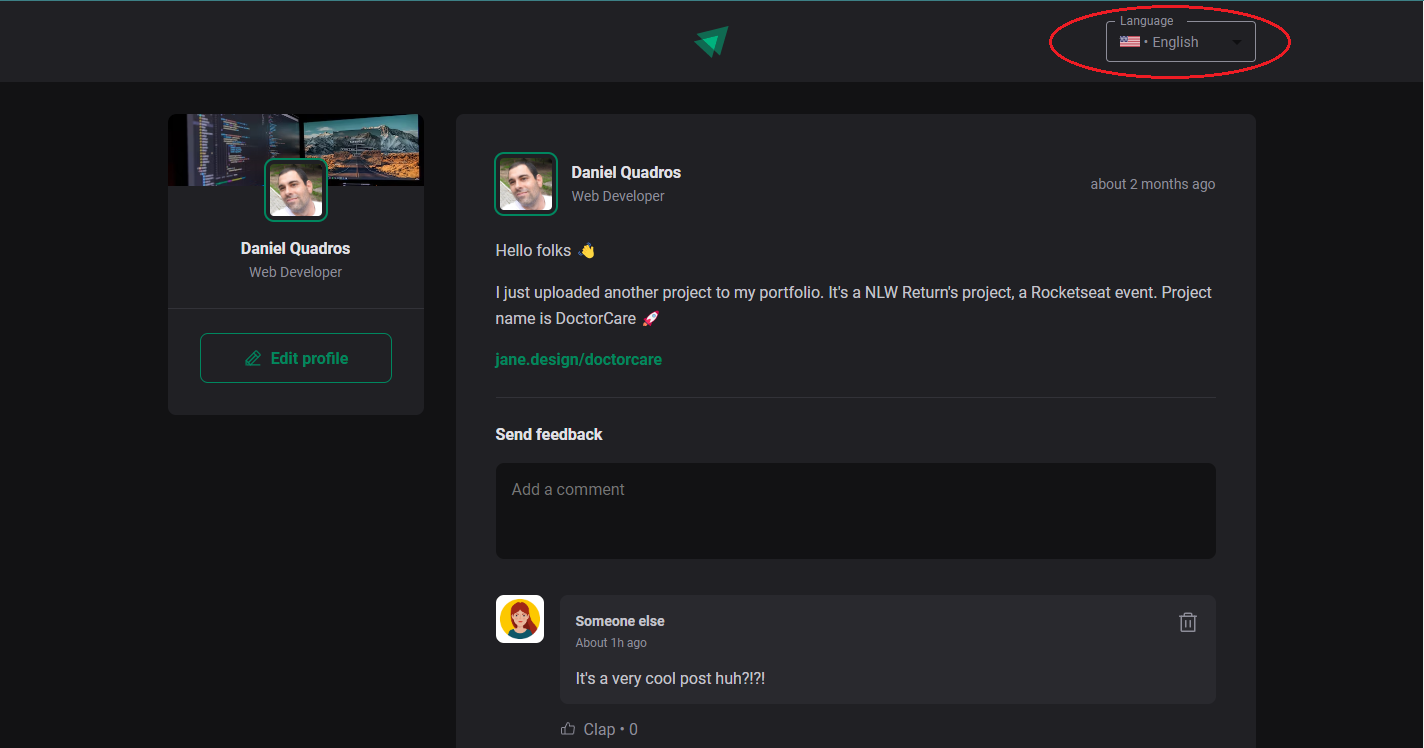 Language
• English
Daniel Quadros
Web Developer
Edit profile
Daniel Quadros
Web Developer
about 2 months ago
Hello folks 👋
I just uploaded another project to my portfolio. It's a NLW Return's project, a Rocketseat event. Project
name is DoctorCare 🚀
jane.design/doctorcare
Send feedback
Add a comment
Someone else
About 1h ago
It's a very cool post huh?!?!
Clap • 0